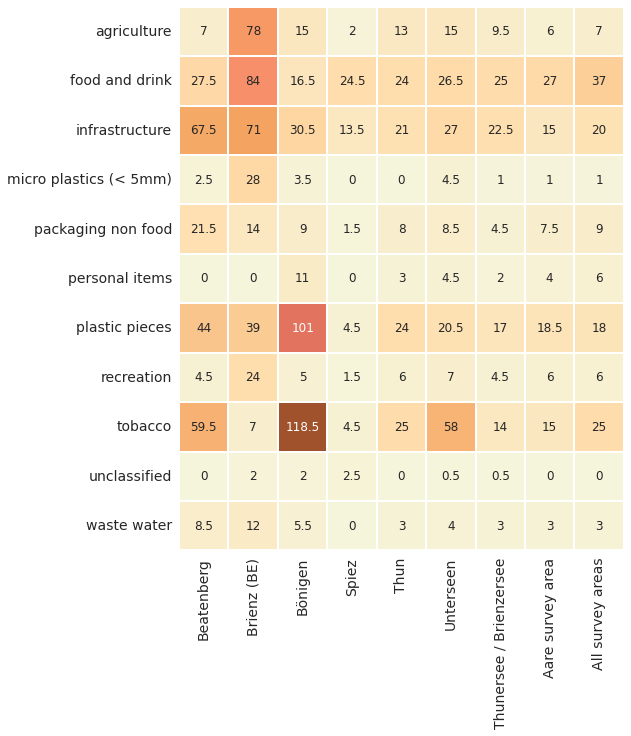 agriculture 7 78 15 2 13 15 9.5 6 7
food and drink 27.5 84 16.5 24.5 24 26.5 25 27 37
infrastructure 67.5 71 30.5 13.5 21 27 22.5 15 20
micro plastics (< 5mm) 2.5 28 3.5 0 0 4.5 1 1 1
packaging non food 21.5 14 9 1.5 8 8.5 4.5 7.5 9
personal items 0 0 11 0 3 4.5 2 4 6
plastic pieces 44 39 101 4.5 24 20.5 17 18.5 18
recreation 4.5 24 5 1.5 6 7 4.5 6 6
tobacco 59.5 7 118.5 4.5 25 58 14 15 25
unclassified 0 2 2 2.5 0 0.5 0.5 0 0
waste water 8.5 12 5.5 0 3 4 3 3 3
Beatenberg
Brienz (BE)
Bönigen
Spiez
Thun
Unterseen
Thunersee / Brienzersee
Aare survey area
All survey areas